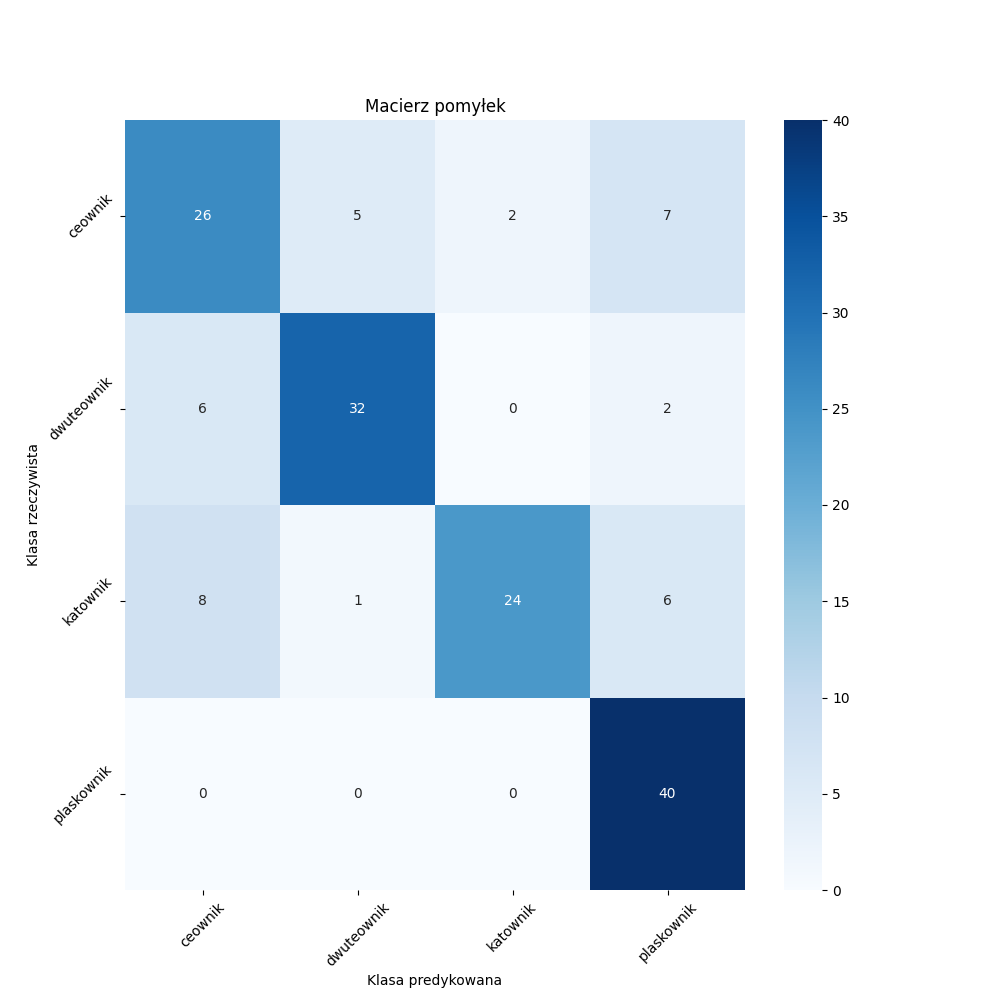 Macierz pomyłek
40
ceownik 26 5 2 7
35
30
dwuteownik 6 32 0 2
25
20
Klasa rzeczywista
katownik 8 1 24 6
15
10
plaskownik 0 0 0 40
5
0
ceownik dwuteownik katownik plaskownik
Klasa predykowana